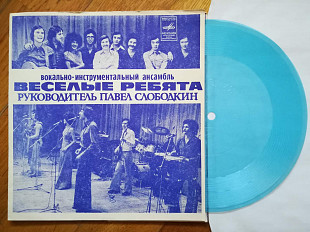 вокально-инструментальный ансамбль
ВЕСЕЛЫЕ РЕБЯТА
РУКОВОДИТЕЛЬ ПАВЕЛ СЛОБОДКИН